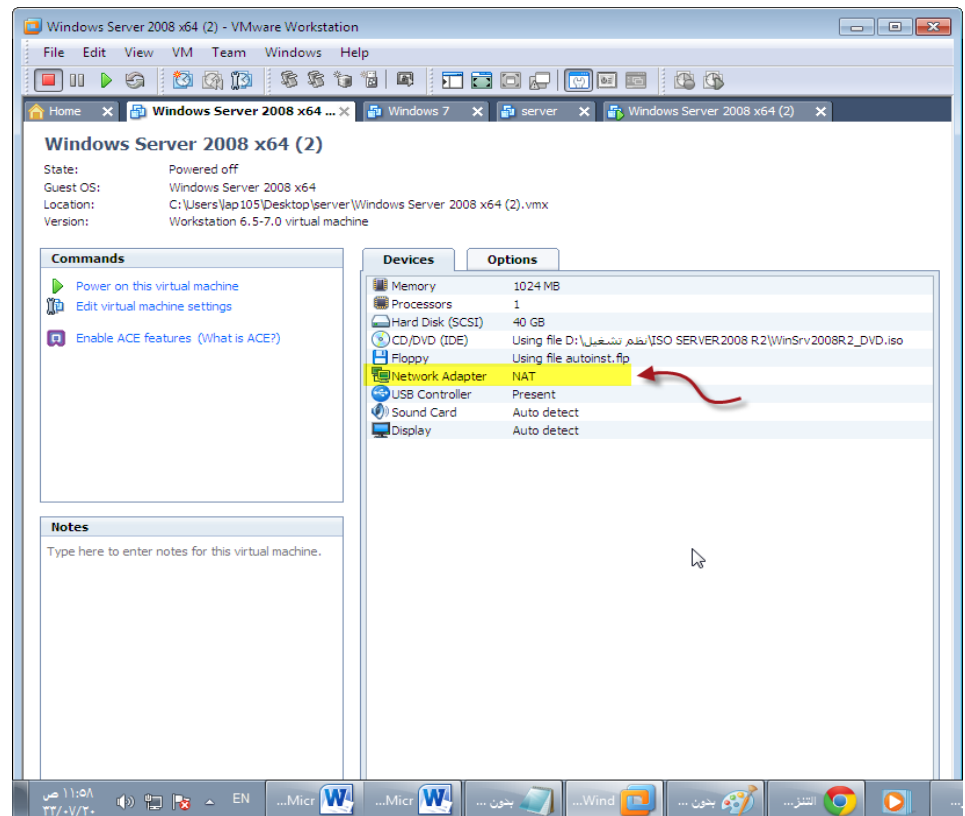 Windows Server 2008 x64 (2) - VMware Workstation
File Edit View VM Team Windows Help
Home Windows Server 2008 x64 ... Windows 7 server Windows Server 2008 x64 (2)
Windows Server 2008 x64 (2)
State: Powered off
Guest OS: Windows Server 2008 x64
Location: C:\Users\lap105\Desktop\server\Windows Server 2008 x64 (2).vmx
Version: Workstation 6.5-7.0 virtual machine
Commands
Power on this virtual machine
Edit virtual machine settings
Enable ACE features (What is ACE?)
Devices Options
Memory 1024 MB
Processors 1
Hard Disk (SCSI) 40 GB
CD/DVD (IDE) Using file D:\نظم تشغيل\ISO SERVER2008 R2\WinSrv2008R2_DVD.iso
Floppy Using file autoinst.flp
Network Adapter NAT
USB Controller Present
Sound Card Auto detect
Display Auto detect
Notes
Type here to enter notes for this virtual machine.
١١:٥٨ ص
٣٣/٠٧/٢٠
EN
...Micr
...Micr
بدون ...
...Wind
بدون ...
التنز...